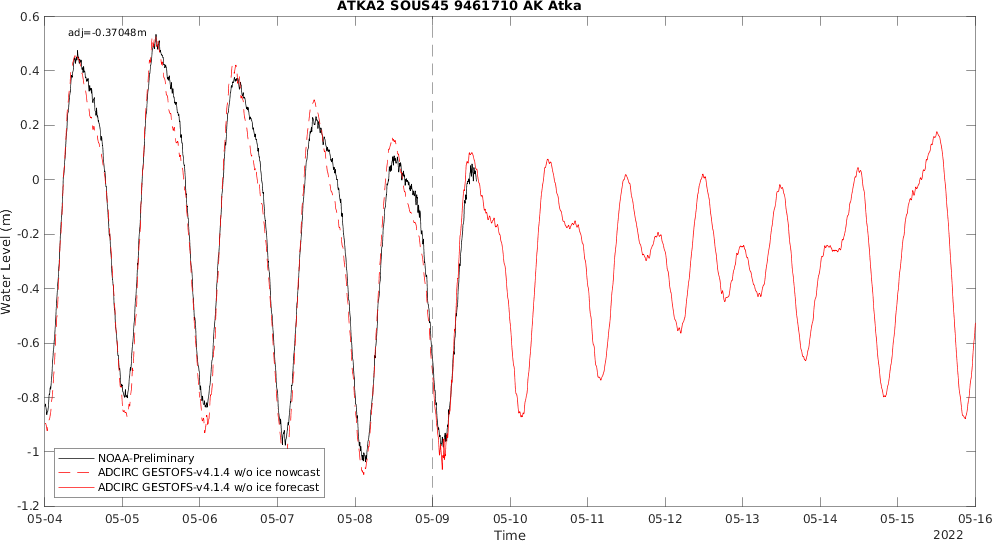 ATKA2 SOUS45 9461710 AK Atka
adj=-0.37048m
0.6
0.4
0.2
0
-0.2
-0.4
-0.6
-0.8
-1
-1.2
Water Level (m)
NOAA-Preliminary
ADCIRC GESTOFS-v4.1.4 w/o ice nowcast
ADCIRC GESTOFS-v4.1.4 w/o ice forecast
05-04 05-05 05-06 05-07 05-08 05-09 05-10 05-11 05-12 05-13 05-14 05-15 05-16
Time
2022